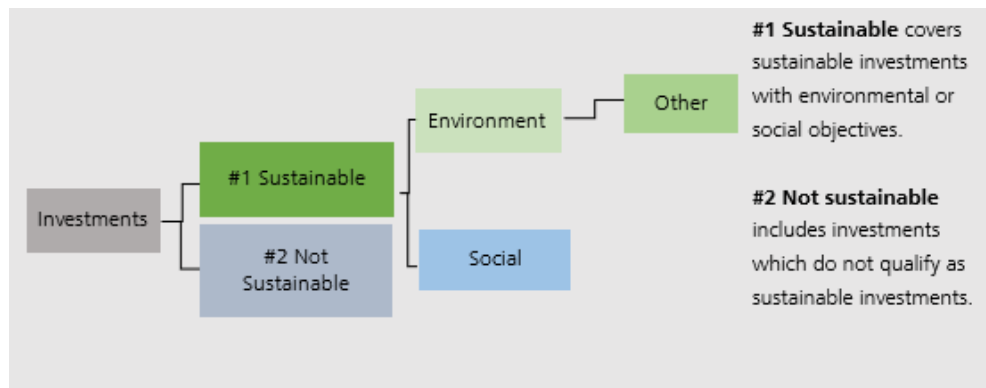 Investments
#1 Sustainable
#2 Not
Sustainable
Environment
Social
Other
#1 Sustainable covers
sustainable investments
with environmental or
social objectives.
#2 Not sustainable
includes investments
which do not qualify as
sustainable investments.